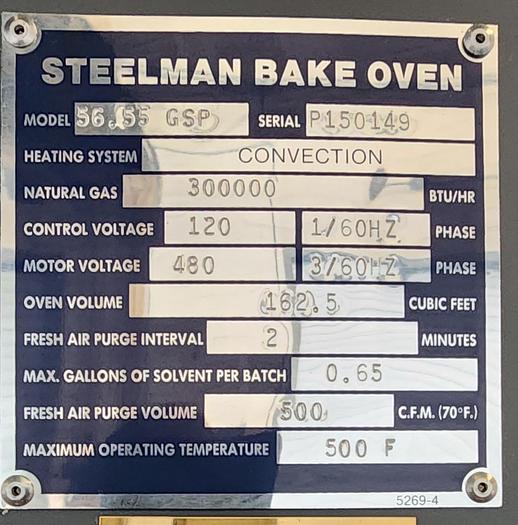 STEELMAN BAKE OVEN
MODEL 56.55 GSP SERIAL P150149
HEATING SYSTEM CONVECTION
NATURAL GAS 300000 BTU/HR
CONTROL VOLTAGE 120 1/60HZ PHASE
MOTOR VOLTAGE 480 3/60HZ PHASE
OVEN VOLUME 162.5 CUBIC FEET
FRESH AIR PURGE INTERVAL 2 MINUTES
MAX. GALLONS OF SOLVENT PER BATCH 0.65
FRESH AIR PURGE VOLUME 500 C.F.M. (70°F.)
MAXIMUM OPERATING TEMPERATURE 500 F
5269-4